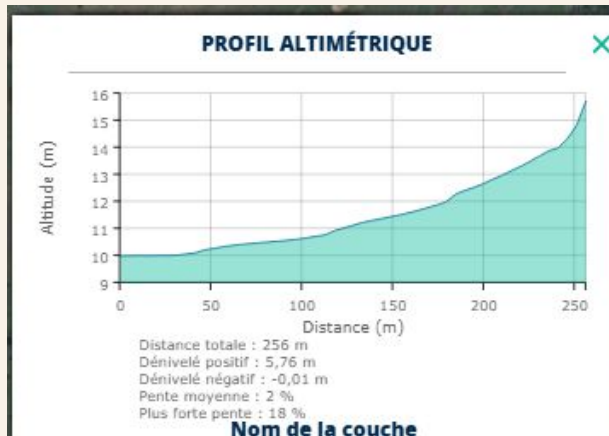 PROFIL ALTIMÉTRIQUE
Altitude (m)
16
15
14
13
12
11
10
9
0 50 100 150 200 250
Distance (m)
Distance totale : 256 m
Dénivelé positif : 5,76 m
Dénivelé négatif : -0,01 m
Pente moyenne : 2 %
Plus forte pente : 18 %
Nom de la couche